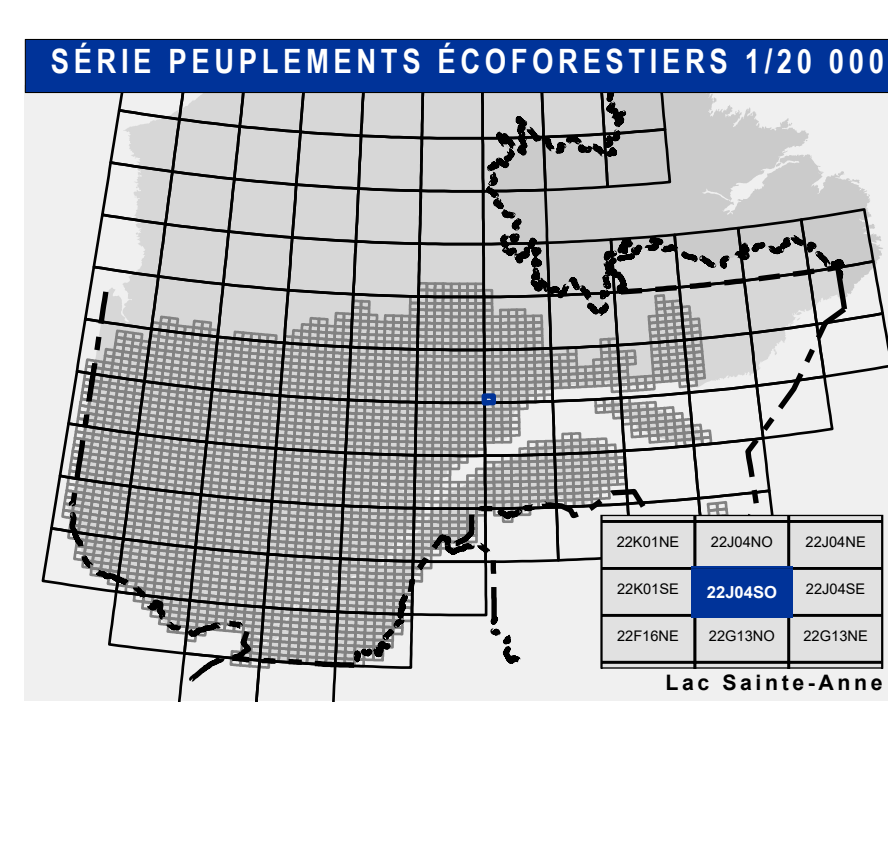 SÉRIE PEUPLEMENTS ÉCOFORESTIERS 1/20 000
22K01NE 22J04NO 22J04NE
22K01SE 22J04SO 22J04SE
22F16NE 22G13NO 22G13NE
Lac Sainte-Anne